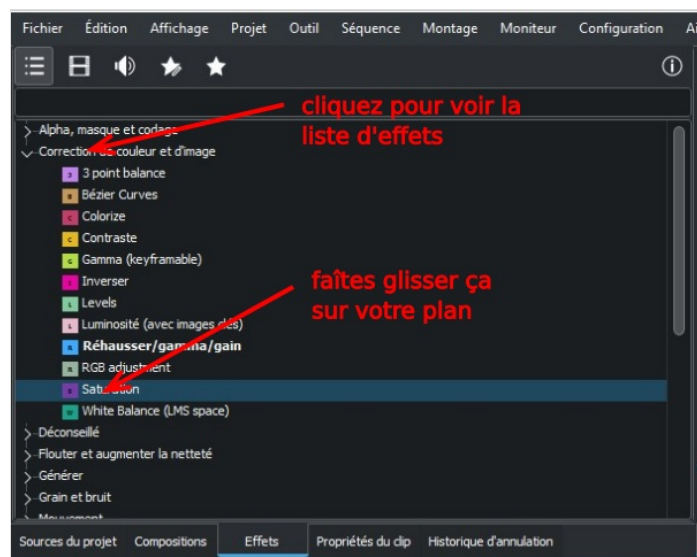 Fichier Édition Affichage Projet Outil Séquence Montage Moniteur Configuration Ai
cliquez pour voir la
liste d'effets
Alpha, masque et codage
Correction de couleur et d'image
3 point balance
Bézier Curves
Colorize
Contraste
Gamma (keyframable)
Inverser
Levels
Luminosité (avec images clés)
Réhausser/gamma/gain
RGB adjustment
Saturation
White Balance (LMS space)
faîtes glisser ça
sur votre plan
Déconseillé
Flouter et augmenter la netteté
Générer
Grain et bruit
Mouvement
Sources du projet Compositions Effets Propriétés du clip Historique d'annulation